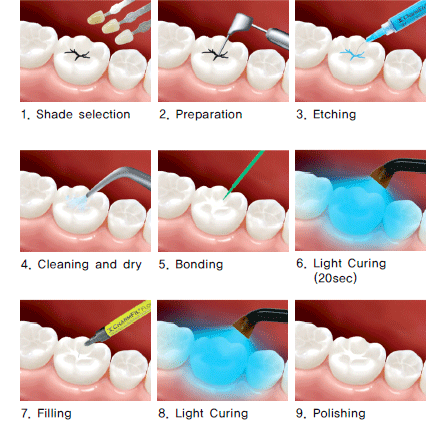 1. Shade selection
2. Preparation
3. Etching
4. Cleaning and dry
5. Bonding
6. Light Curing
(20sec)
7. Filling
8. Light Curing
9. Polishing